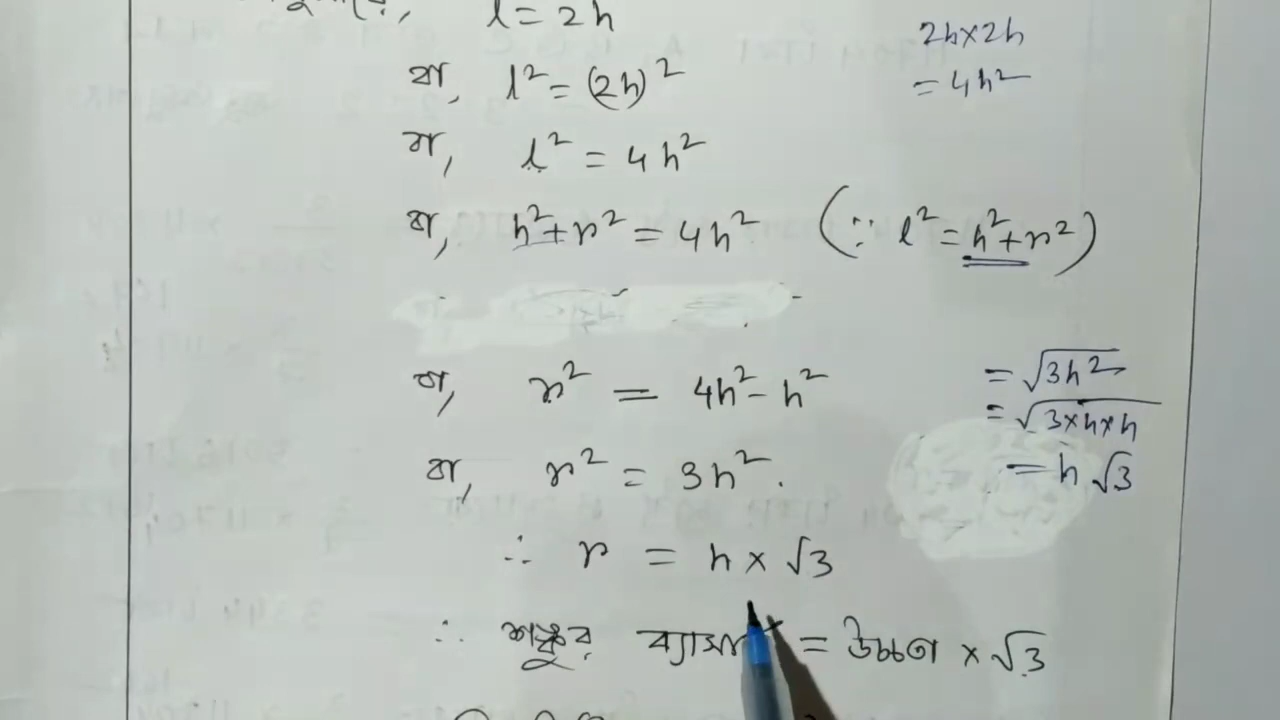 l = 2h
2h×2h
বা, l² = (2h)²
= 4h²
বা, l² = 4h²
বা, h²+r² = 4h² (∵ l² = h²+r²)
বা, r² = 4h² - h²
= √3h²
= √3×h×h
বা, r² = 3h².
= h√3
∴ r = h × √3
∴ শঙ্কুর = উচ্চতা × √3